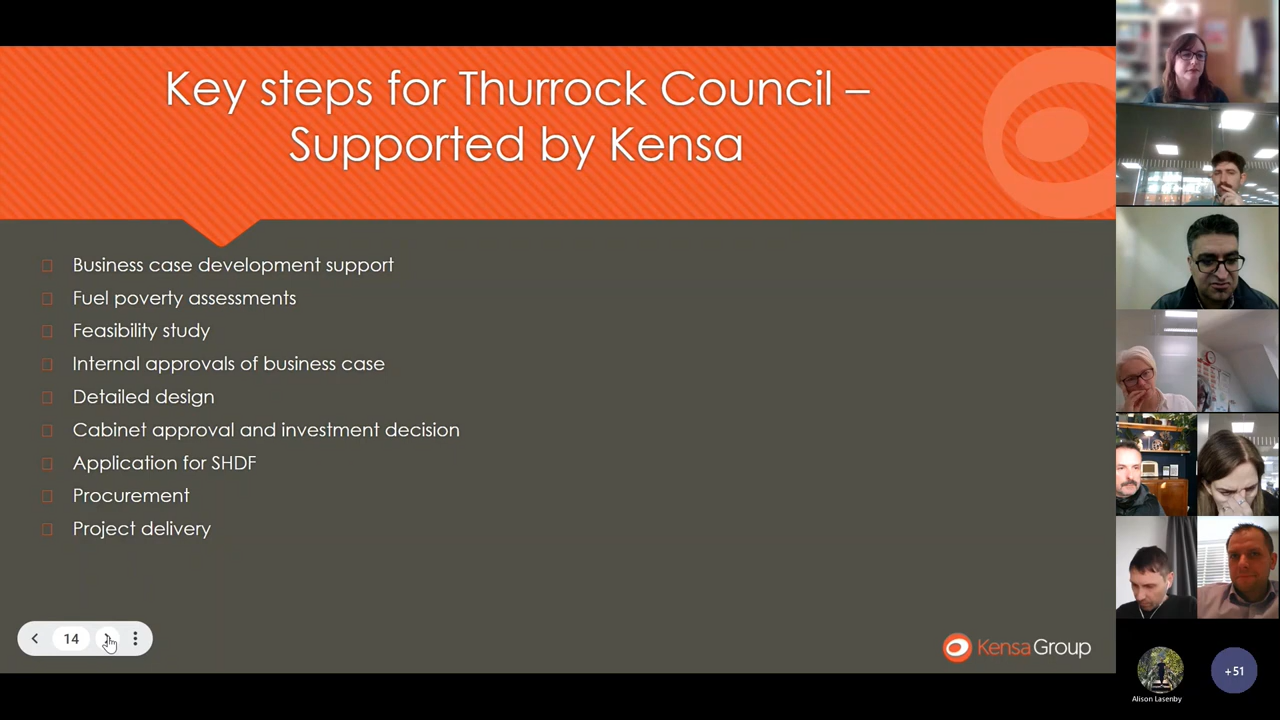 Key steps for Thurrock Council –
Supported by Kensa
Business case development support
Fuel poverty assessments
Feasibility study
Internal approvals of business case
Detailed design
Cabinet approval and investment decision
Application for SHDF
Procurement
Project delivery
14
KensaGroup
Alison Lasenby
+51